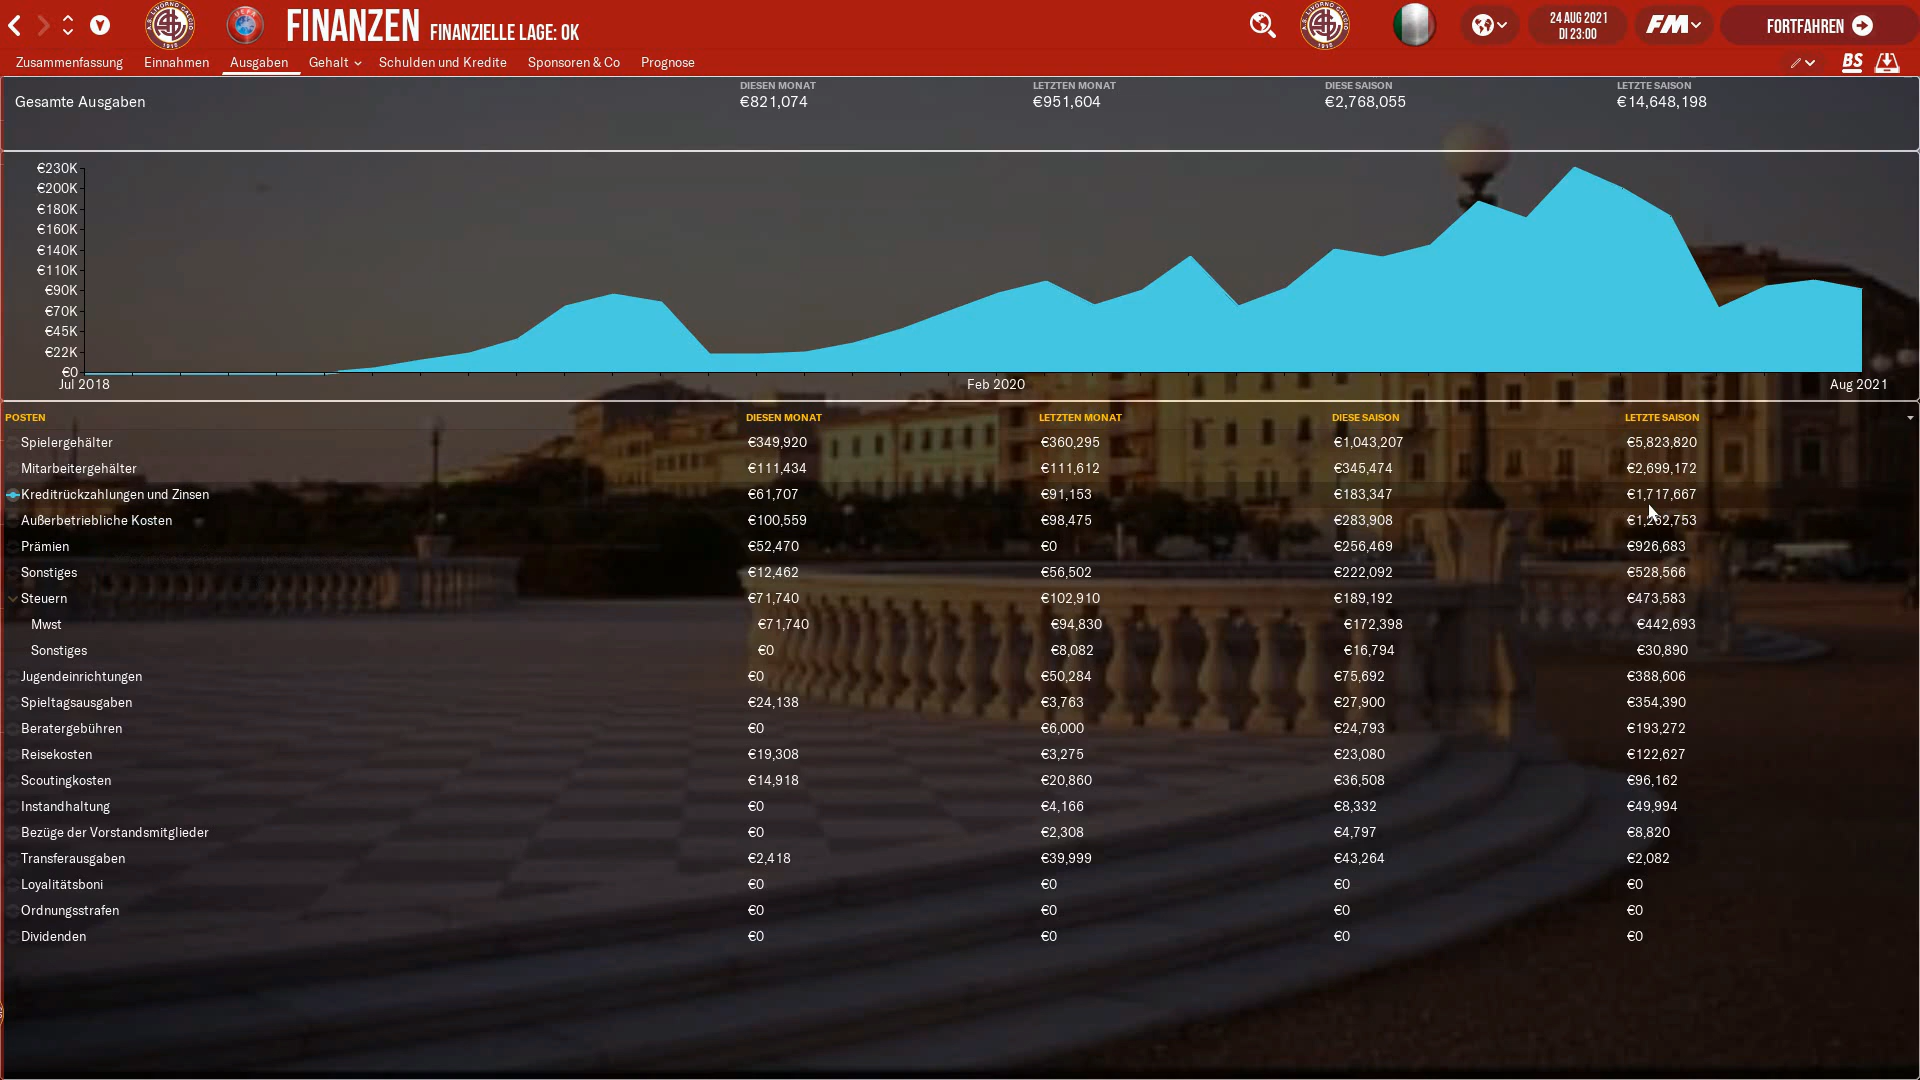 FINANZEN FINANZIELLE LAGE: OK
24 AUG 2021
DI 23:00
FM
FORTFAHREN
Zusammenfassung Einnahmen Ausgaben Gehalt Schulden und Kredite Sponsoren & Co Prognose
BS
Gesamte Ausgaben
DIESEN MONAT LETZTEN MONAT DIESE SAISON LETZTE SAISON
€821,074 €951,604 €2,768,055 €14,648,198
€230K
€200K
€180K
€160K
€140K
€110K
€90K
€70K
€45K
€22K
€0
Jul 2018 Feb 2020 Aug 2021
POSTEN DIESEN MONAT LETZTEN MONAT DIESE SAISON LETZTE SAISON
Spielergehälter €349,920 €360,295 €1,043,207 €5,823,820
Mitarbeitergehälter €111,434 €111,612 €345,474 €2,699,172
Kreditrückzahlungen und Zinsen €61,707 €91,153 €183,347 €1,717,667
Außerbetriebliche Kosten €100,559 €98,475 €283,908 €1,262,753
Prämien €52,470 €0 €256,469 €926,683
Sonstiges €12,462 €56,502 €222,092 €528,566
Steuern €71,740 €102,910 €189,192 €473,583
Mwst €71,740 €94,830 €172,398 €442,693
Sonstiges €0 €8,082 €16,794 €30,890
Jugendeinrichtungen €0 €50,284 €75,692 €388,606
Spieltagsausgaben €24,138 €3,763 €27,900 €354,390
Beratergebühren €0 €6,000 €24,793 €193,272
Reisekosten €19,308 €3,275 €23,080 €122,627
Scoutingkosten €14,918 €20,860 €36,508 €96,162
Instandhaltung €0 €4,166 €8,332 €49,994
Bezüge der Vorstandsmitglieder €0 €2,308 €4,797 €8,820
Transferausgaben €2,418 €39,999 €43,264 €2,082
Loyalitätsboni €0 €0 €0 €0
Ordnungsstrafen €0 €0 €0 €0
Dividenden €0 €0 €0 €0